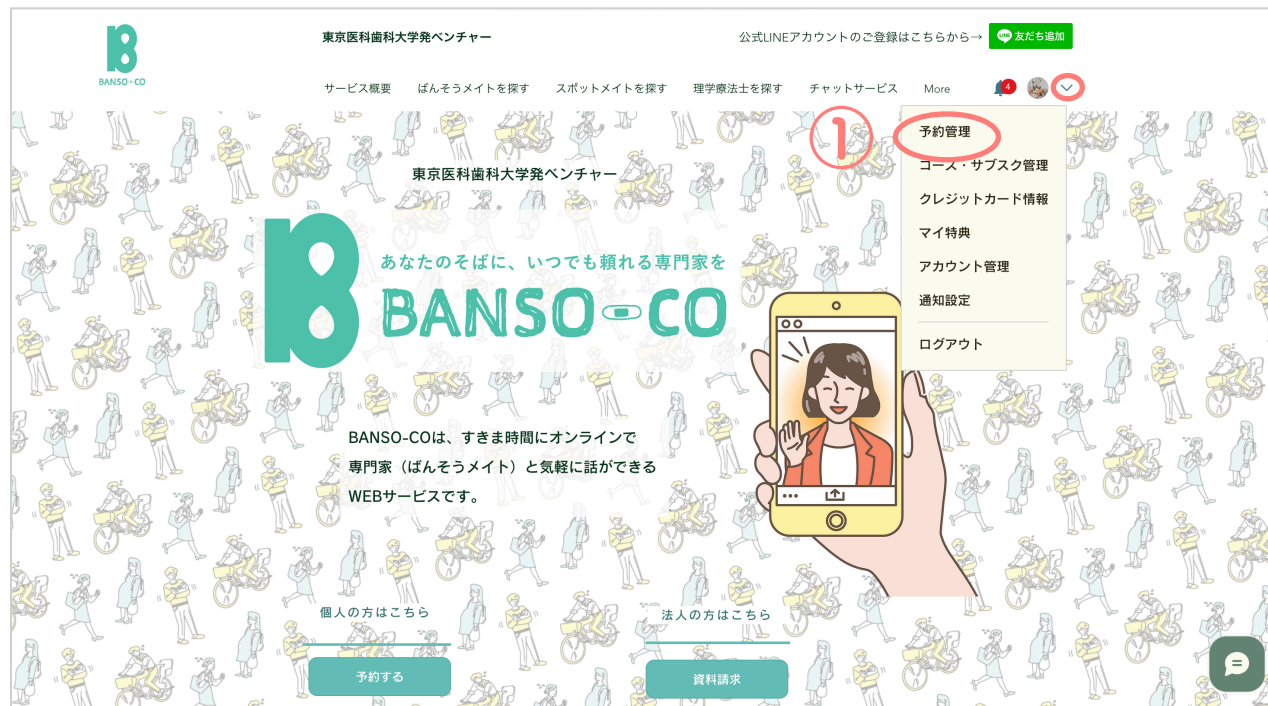 東京医科歯科大学発ベンチャー
公式LINEアカウントのご登録はこちらから→
LINE 友だち追加
BANSO-CO
サービス概要 ばんそうメイトを探す スポットメイトを探す 理学療法士を探す チャットサービス More
4
①
予約管理
コース・サブスク管理
クレジットカード情報
マイ特典
アカウント管理
通知設定
ログアウト
東京医科歯科大学発ベンチャー
あなたのそばに、いつでも頼れる専門家を
BANSO-CO
BANSO-COは、すきま時間にオンラインで
専門家（ばんそうメイト）と気軽に話ができる
WEBサービスです。
個人の方はこちら
法人の方はこちら
予約する
資料請求